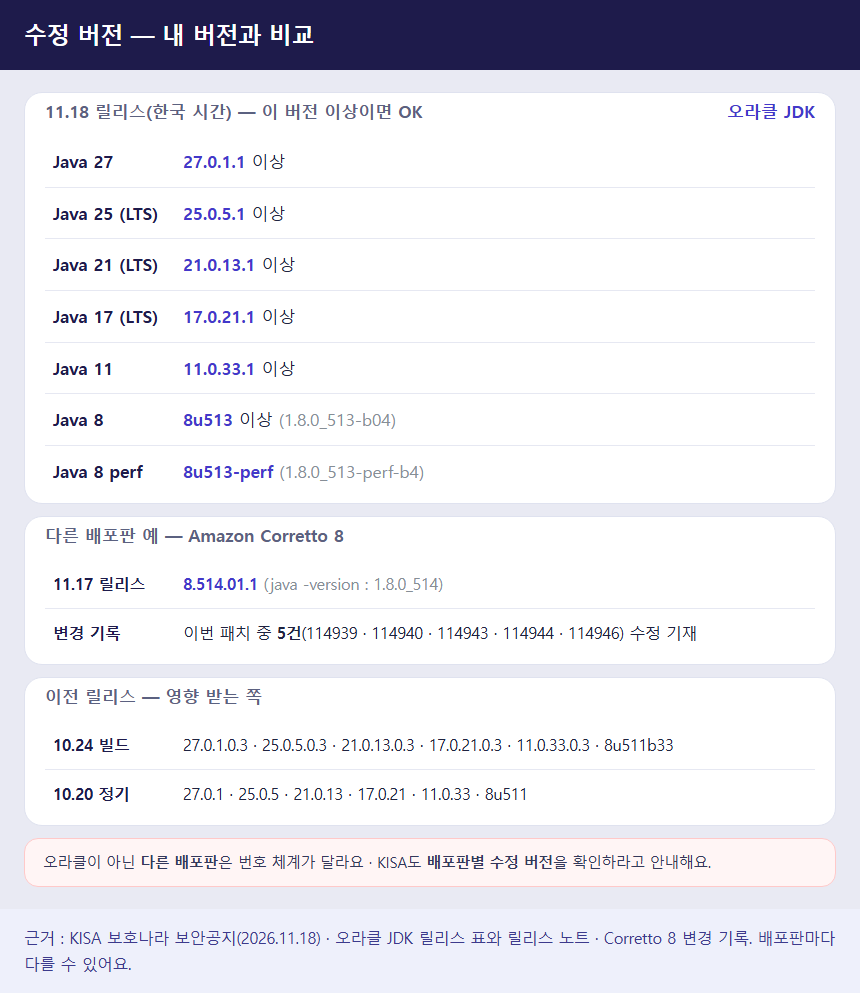 수정 버전 — 내 버전과 비교
11.18 릴리스(한국 시간) — 이 버전 이상이면 OK 오라클 JDK
Java 27 27.0.1.1 이상
Java 25 (LTS) 25.0.5.1 이상
Java 21 (LTS) 21.0.13.1 이상
Java 17 (LTS) 17.0.21.1 이상
Java 11 11.0.33.1 이상
Java 8 8u513 이상 (1.8.0_513-b04)
Java 8 perf 8u513-perf (1.8.0_513-perf-b4)
다른 배포판 예 — Amazon Corretto 8
11.17 릴리스 8.514.01.1 (java -version : 1.8.0_514)
변경 기록 이번 패치 중 5건(114939 · 114940 · 114943 · 114944 · 114946) 수정 기재
이전 릴리스 — 영향 받는 쪽
10.24 빌드 27.0.1.0.3 · 25.0.5.0.3 · 21.0.13.0.3 · 17.0.21.0.3 · 11.0.33.0.3 · 8u511b33
10.20 정기 27.0.1 · 25.0.5 · 21.0.13 · 17.0.21 · 11.0.33 · 8u511
오라클이 아닌 다른 배포판은 번호 체계가 달라요 · KISA도 배포판별 수정 버전을 확인하라고 안내해요.
근거 : KISA 보호나라 보안공지(2026.11.18) · 오라클 JDK 릴리스 표와 릴리스 노트 · Corretto 8 변경 기록. 배포판마다
다를 수 있어요.